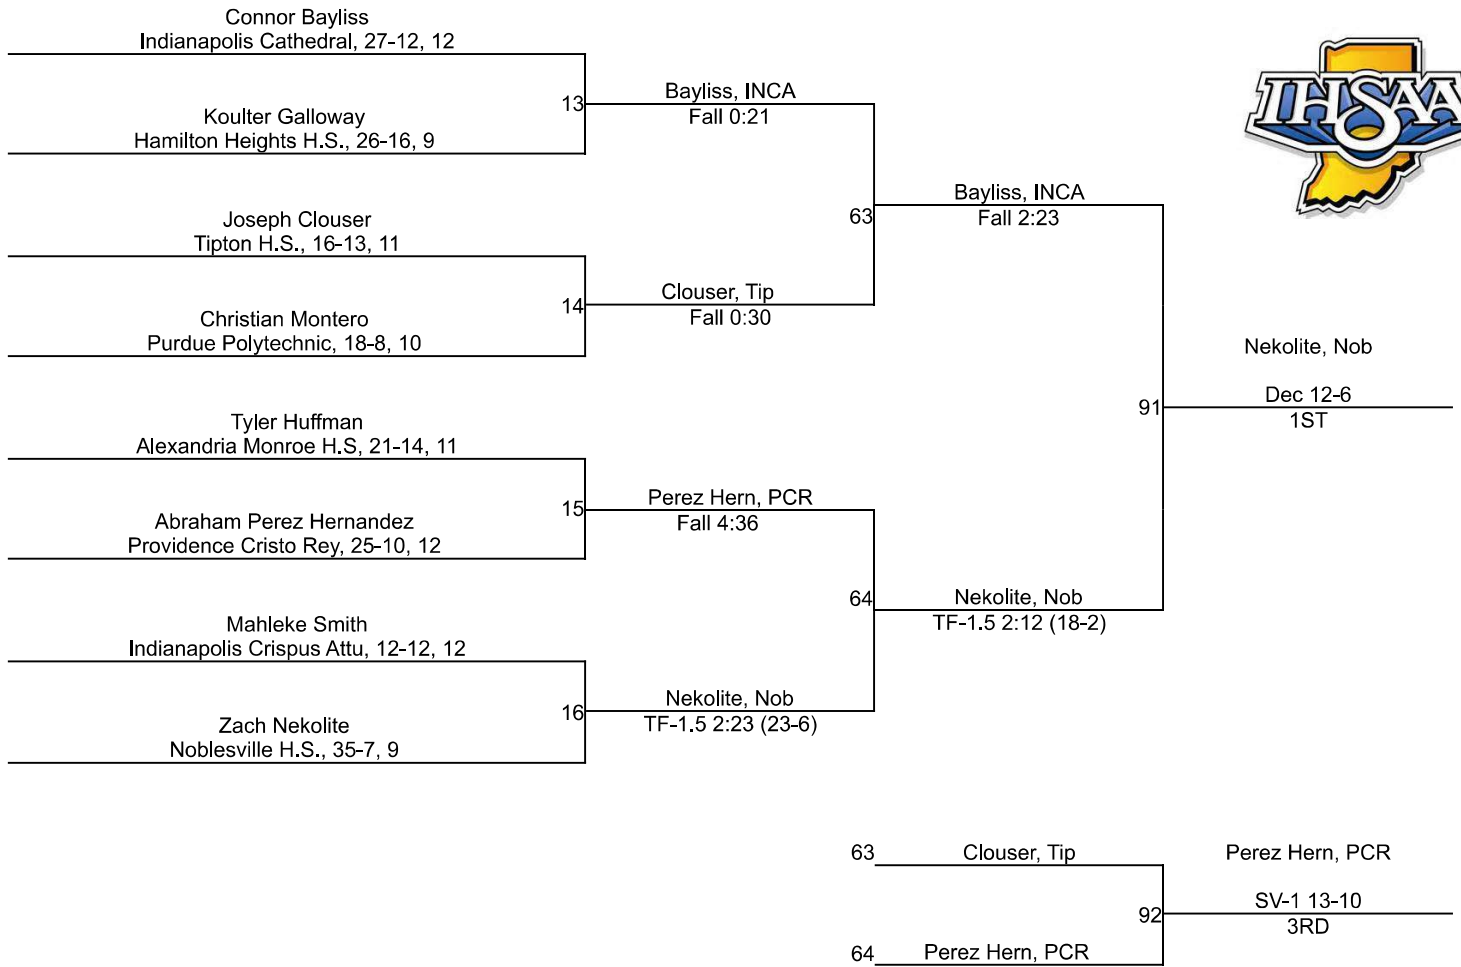 Connor Bayliss
Indianapolis Cathedral, 27-12, 12
13
Bayliss, INCA
Fall 0:21
IHSAA
Koulter Galloway
Hamilton Heights H.S., 26-16, 9
63
Bayliss, INCA
Fall 2:23
Joseph Clouser
Tipton H.S., 16-13, 11
14
Clouser, Tip
Fall 0:30
Christian Montero
Purdue Polytechnic, 18-8, 10
91
Nekolite, Nob
Dec 12-6
1ST
Tyler Huffman
Alexandria Monroe H.S, 21-14, 11
15
Perez Hern, PCR
Fall 4:36
Abraham Perez Hernandez
Providence Cristo Rey, 25-10, 12
64
Nekolite, Nob
TF-1.5 2:12 (18-2)
Mahleke Smith
Indianapolis Crispus Attu, 12-12, 12
16
Nekolite, Nob
TF-1.5 2:23 (23-6)
Zach Nekolite
Noblesville H.S., 35-7, 9
63
Clouser, Tip
92
Perez Hern, PCR
SV-1 13-10
3RD
64
Perez Hern, PCR